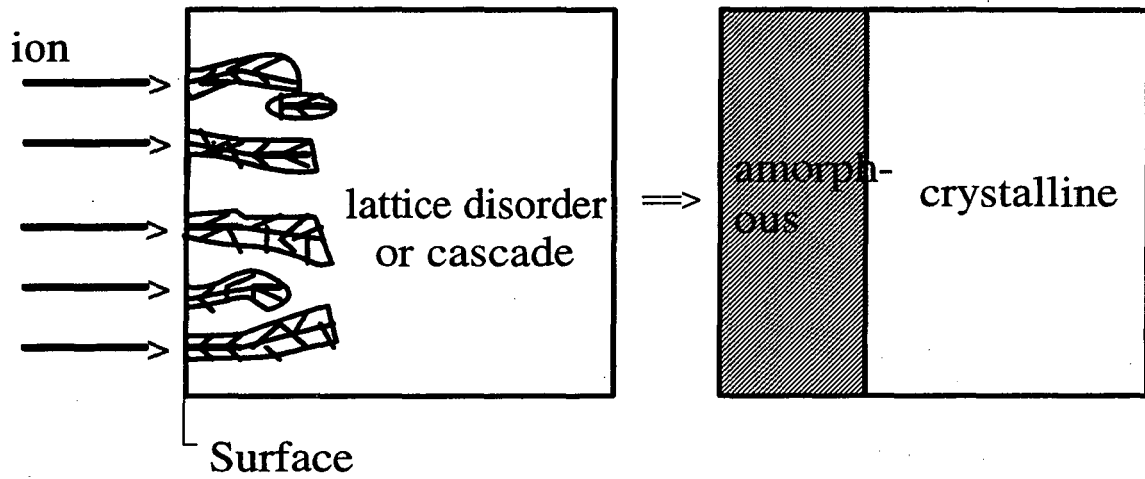 ion
lattice disorder
or cascade
==>
amorph-
ous
crystalline
Surface